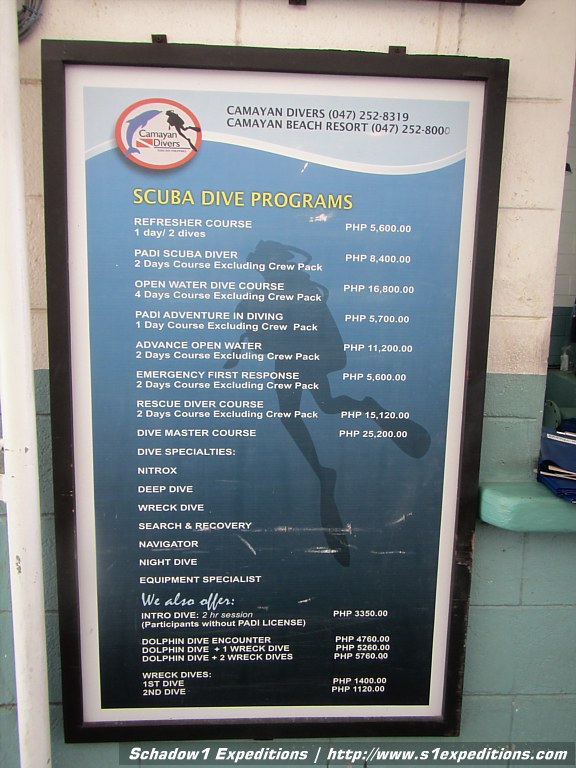 Camayan
Divers
CAMAYAN DIVERS (047) 252-8319
CAMAYAN BEACH RESORT (047) 252-8000
SCUBA DIVE PROGRAMS
REFRESHER COURSE PHP 5,600.00
1 day/ 2 dives
PADI SCUBA DIVER PHP 8,400.00
2 Days Course Excluding Crew Pack
OPEN WATER DIVE COURSE PHP 16,800.00
4 Days Course Excluding Crew Pack
PADI ADVENTURE IN DIVING PHP 5,700.00
1 Day Course Excluding Crew Pack
ADVANCE OPEN WATER PHP 11,200.00
2 Days Course Excluding Crew Pack
EMERGENCY FIRST RESPONSE PHP 5,600.00
2 Days Course Excluding Crew Pack
RESCUE DIVER COURSE
2 Days Course Excluding Crew Pack PHP 15,120.00
DIVE MASTER COURSE PHP 25,200.00
DIVE SPECIALTIES:
NITROX
DEEP DIVE
WRECK DIVE
SEARCH & RECOVERY
NAVIGATOR
NIGHT DIVE
EQUIPMENT SPECIALIST
We also offer:
INTRO DIVE: 2 hr session PHP 3350.00
(Participants without PADI LICENSE)
DOLPHIN DIVE ENCOUNTER PHP 4760.00
DOLPHIN DIVE + 1 WRECK DIVE PHP 5260.00
DOLPHIN DIVE + 2 WRECK DIVES PHP 5760.00
WRECK DIVES:
1ST DIVE PHP 1400.00
2ND DIVE PHP 1120.00
Schadow1 Expeditions | http://www.s1expeditions.com